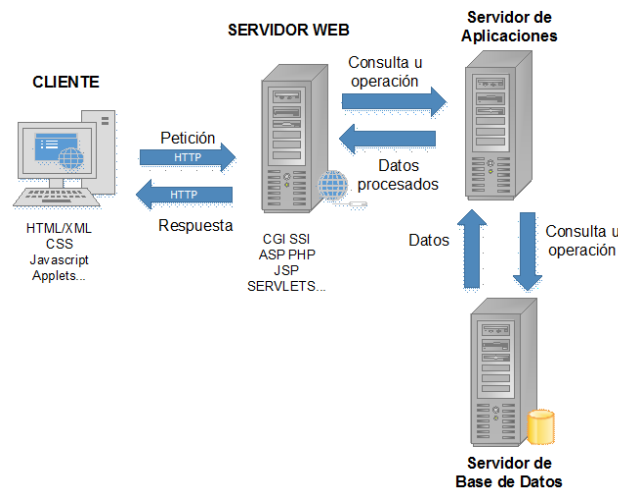 Servidor de
Aplicaciones
SERVIDOR WEB
Consulta u
operación
CLIENTE
Petición
HTTP
HTTP
Respuesta
Datos
procesados
HTML/XML
CSS
Javascript
Applets...
CGI SSI
ASP PHP
JSP
SERVLETS...
Datos
Consulta u
operación
Servidor de
Base de Datos